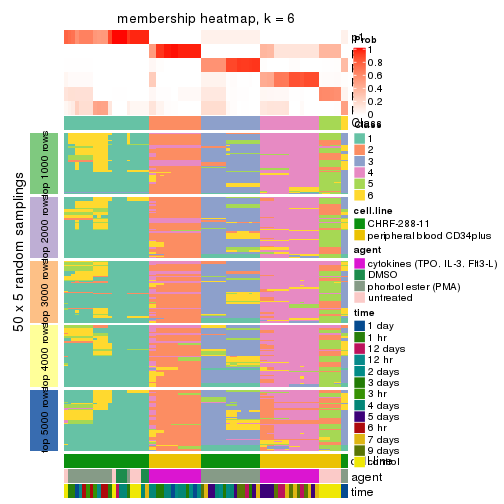 membership heatmap, k = 6
50 x 5 random samplings
top 1000 rows
top 2000 rows
top 3000 rows
top 4000 rows
top 5000 rows
p1
Prob
1
0.8
0.6
0.4
0.2
0
Class
Class
1
2
3
4
5
6
cell.line
CHRF-288-11
peripheral blood CD34plus
agent
cytokines (TPO, IL-3, Flt3-L)
DMSO
phorbol ester (PMA)
untreated
time
1 day
1 hr
12 days
12 hr
2 days
3 days
3 hr
4 days
5 days
6 hr
7 days
9 days
control
cell.line
agent
time